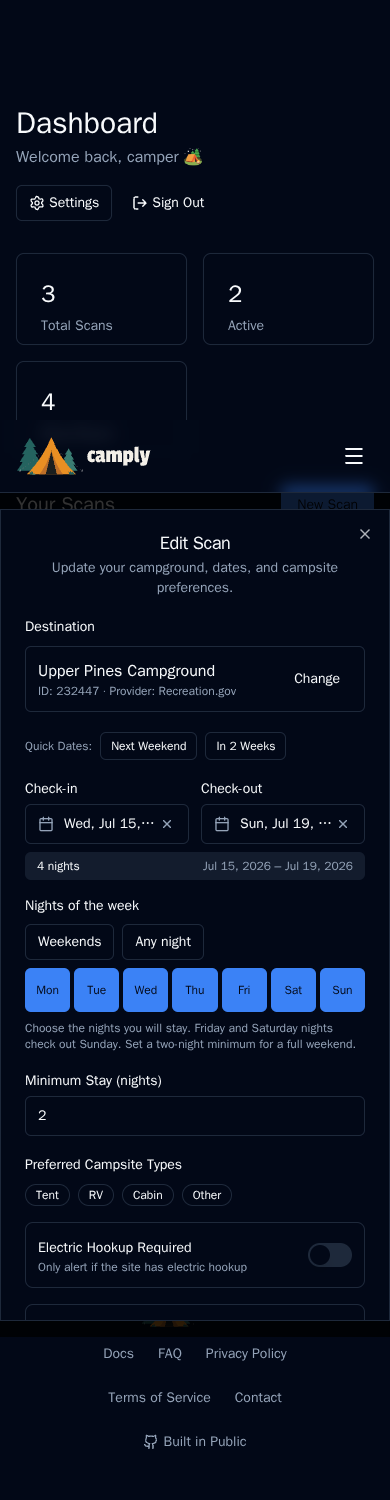 Dashboard
Welcome back, camper
Settings
Sign Out
3
Total Scans
2
Active
4
camply
Your Scans
New Scan
Edit Scan
Update your campground, dates, and campsite
preferences.
Destination
Upper Pines Campground
ID: 232447 · Provider: Recreation.gov
Change
Quick Dates:
Next Weekend
In 2 Weeks
Check-in
Check-out
Wed, Jul 15,...
Sun, Jul 19, ...
4 nights
Jul 15, 2026 – Jul 19, 2026
Nights of the week
Weekends
Any night
Mon
Tue
Wed
Thu
Fri
Sat
Sun
Choose the nights you will stay. Friday and Saturday nights
check out Sunday. Set a two-night minimum for a full weekend.
Minimum Stay (nights)
2
Preferred Campsite Types
Tent
RV
Cabin
Other
Electric Hookup Required
Only alert if the site has electric hookup
Docs
FAQ
Privacy Policy
Terms of Service
Contact
Built in Public